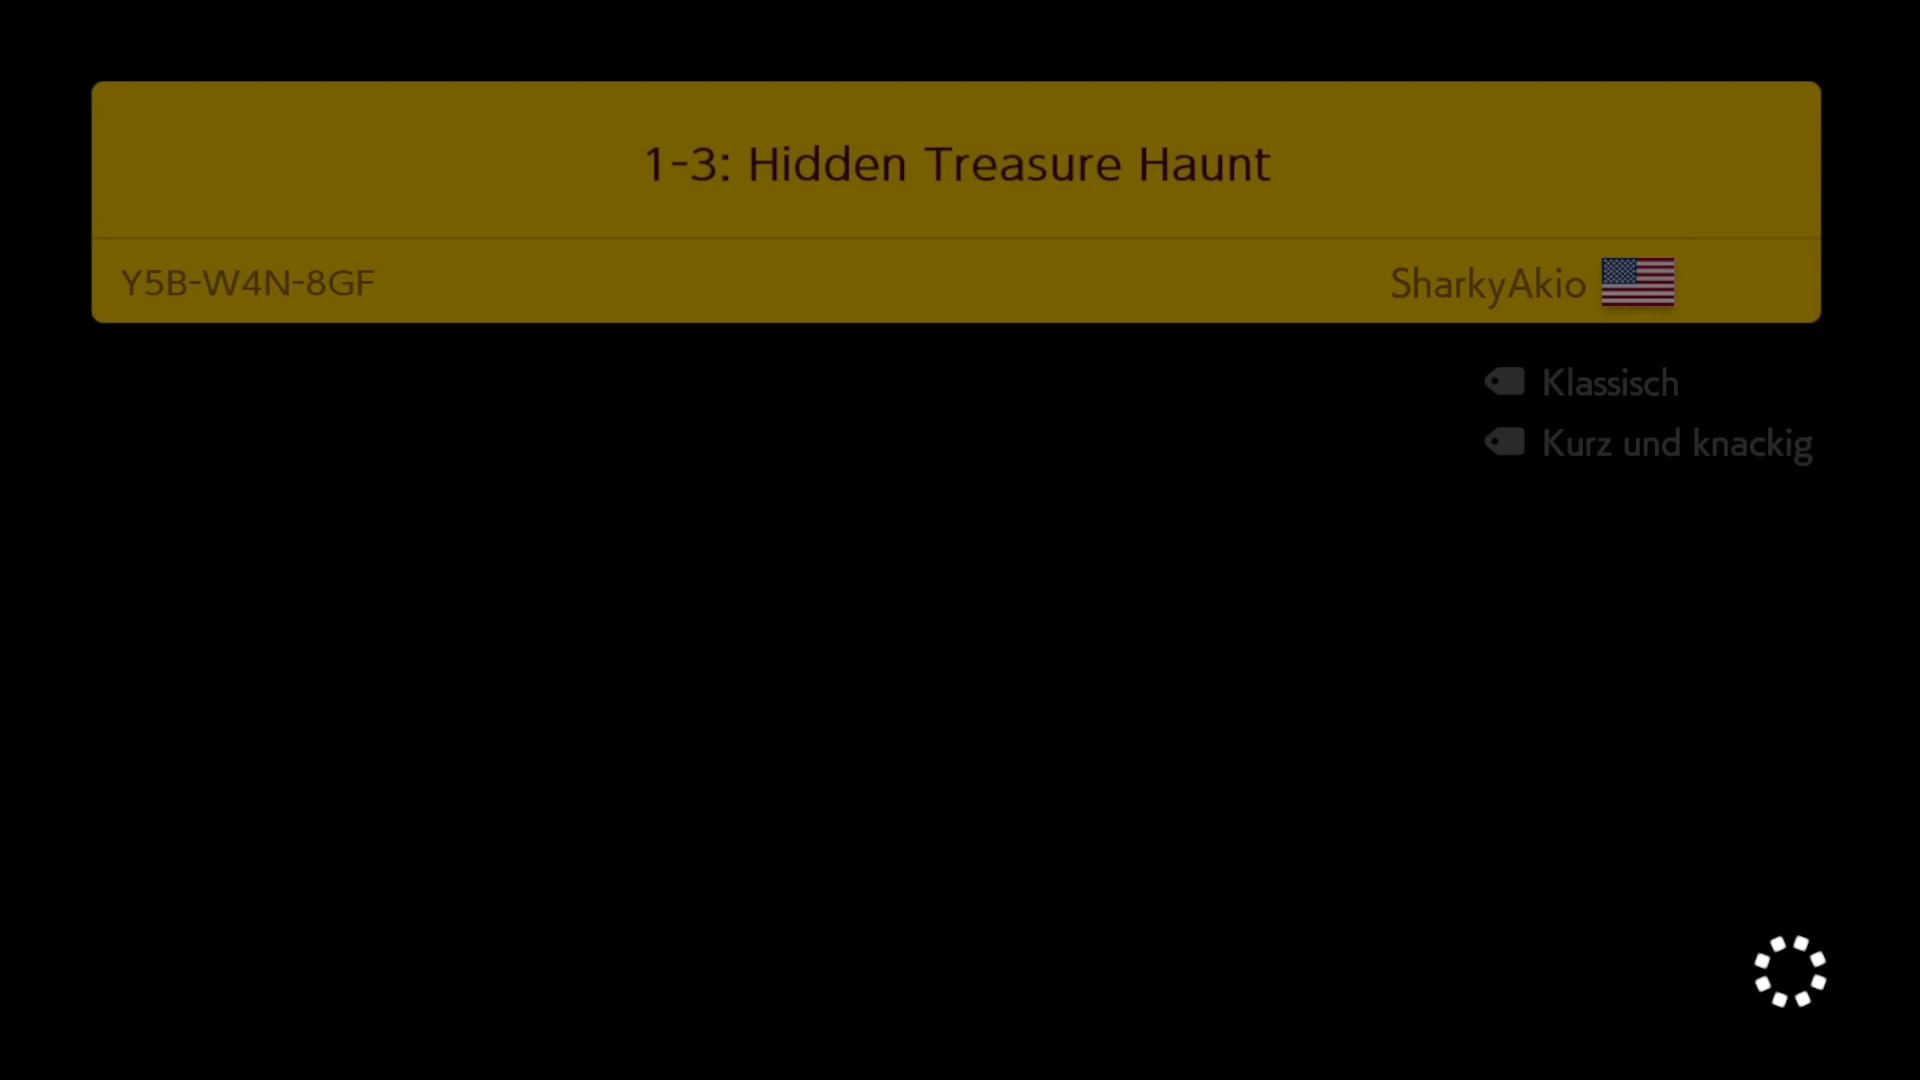 1-3: Hidden Treasure Haunt
Y5B-W4N-8GF
SharkyAkio
Klassisch
Kurz und knackig